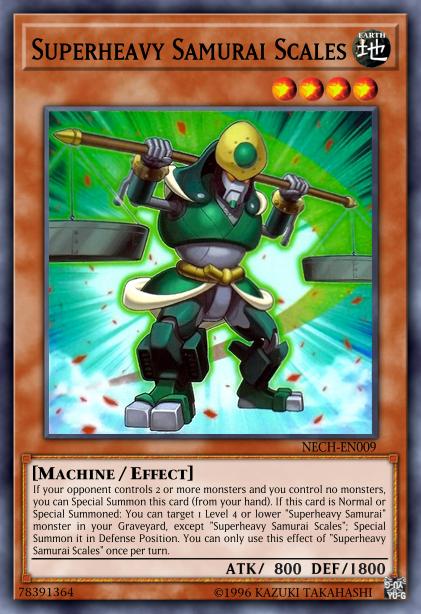 Superheavy Samurai Scales
EARTH
地
NECH-EN009
[Machine / Effect]
If your opponent controls 2 or more monsters and you control no monsters,
you can Special Summon this card (from your hand). If this card is Normal or
Special Summoned: You can target 1 Level 4 or lower "Superheavy Samurai"
monster in your Graveyard, except "Superheavy Samurai Scales"; Special
Summon it in Defense Position. You can only use this effect of "Superheavy
Samurai Scales" once per turn.
ATK/ 800 DEF/1800
78391364
©1996 KAZUKI TAKAHASHI